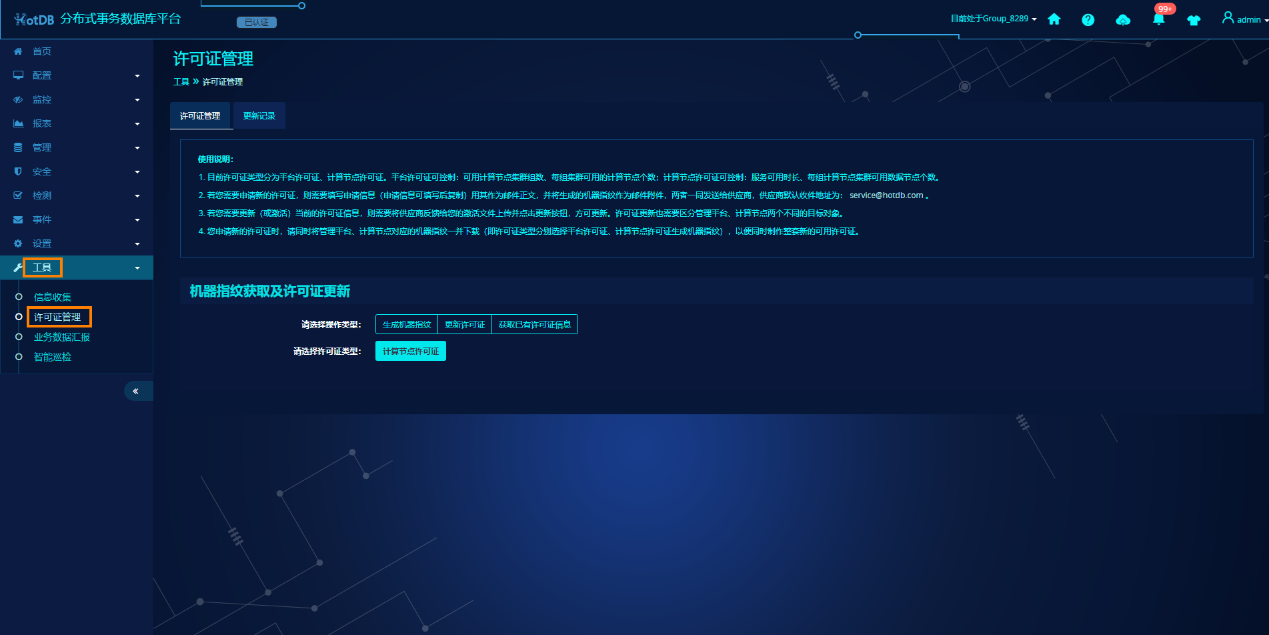 HotDB 分布式事务数据库平台
已认证
目前处于Group_8289
99+
admin
首页
配置
监控
报表
管理
安全
检测
事件
设置
工具
信息收集
许可证管理
业务数据汇报
智能巡检
«
许可证管理
工具 » 许可证管理
许可证管理
更新记录
使用说明：
1. 目前许可证类型分为平台许可证、计算节点许可证。平台许可证可控制：可用计算节点集群组数、每组集群可用的计算节点个数；计算节点许可证可控制：服务可用时长、每组计算节点集群可用数据节点个数。
2. 若您需要申请新的许可证，则需要填写申请信息（申请信息可填写后复制）用其作为邮件正文，并将生成的机器指纹作为邮件附件，两者一同发送给供应商，供应商默认收件地址为： service@hotdb.com 。
3. 若您需要更新（或激活）当前的许可证信息，则需要将供应商反馈给您的激活文件上传并点击更新按钮，方可更新。许可证更新也需要区分管理平台、计算节点两个不同的目标对象。
4. 您申请新的许可证时，请同时将管理平台、计算节点对应的机器指纹一并下载（即许可证类型分别选择平台许可证、计算节点许可证生成机器指纹），以便同时制作整套新的可用许可证。
机器指纹获取及许可证更新
请选择操作类型：
生成机器指纹
更新许可证
获取已有许可证信息
请选择许可证类型：
计算节点许可证